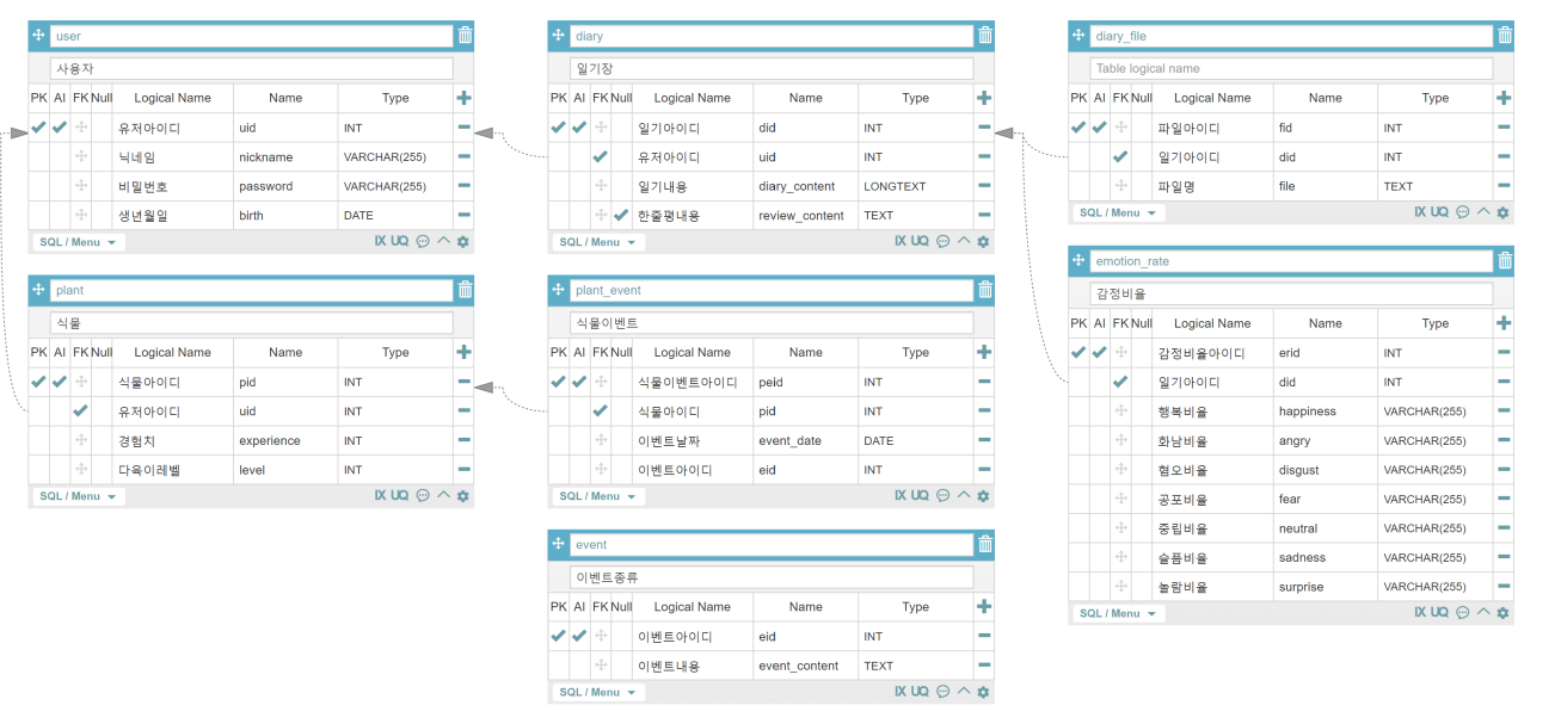 user
사용자
PK AI FK Null Logical Name Name Type
유저아이디 uid INT
닉네임 nickname VARCHAR(255)
비밀번호 password VARCHAR(255)
생년월일 birth DATE
SQL / Menu IX UQ
plant
식물
PK AI FK Null Logical Name Name Type
식물아이디 pid INT
유저아이디 uid INT
경험치 experience INT
다육이레벨 level INT
SQL / Menu IX UQ
diary
일기장
PK AI FK Null Logical Name Name Type
일기아이디 did INT
유저아이디 uid INT
일기내용 diary_content LONGTEXT
한줄평내용 review_content TEXT
SQL / Menu IX UQ
plant_event
식물이벤트
PK AI FK Null Logical Name Name Type
식물이벤트아이디 peid INT
식물아이디 pid INT
이벤트날짜 event_date DATE
이벤트아이디 eid INT
SQL / Menu IX UQ
event
이벤트종류
PK AI FK Null Logical Name Name Type
이벤트아이디 eid INT
이벤트내용 event_content TEXT
SQL / Menu IX UQ
diary_file
Table logical name
PK AI FK Null Logical Name Name Type
파일아이디 fid INT
일기아이디 did INT
파일명 file TEXT
SQL / Menu IX UQ
emotion_rate
감정비율
PK AI FK Null Logical Name Name Type
감정비율아이디 erid INT
일기아이디 did INT
행복비율 happiness VARCHAR(255)
화남비율 angry VARCHAR(255)
혐오비율 disgust VARCHAR(255)
공포비율 fear VARCHAR(255)
중립비율 neutral VARCHAR(255)
슬픔비율 sadness VARCHAR(255)
놀람비율 surprise VARCHAR(255)
SQL / Menu IX UQ